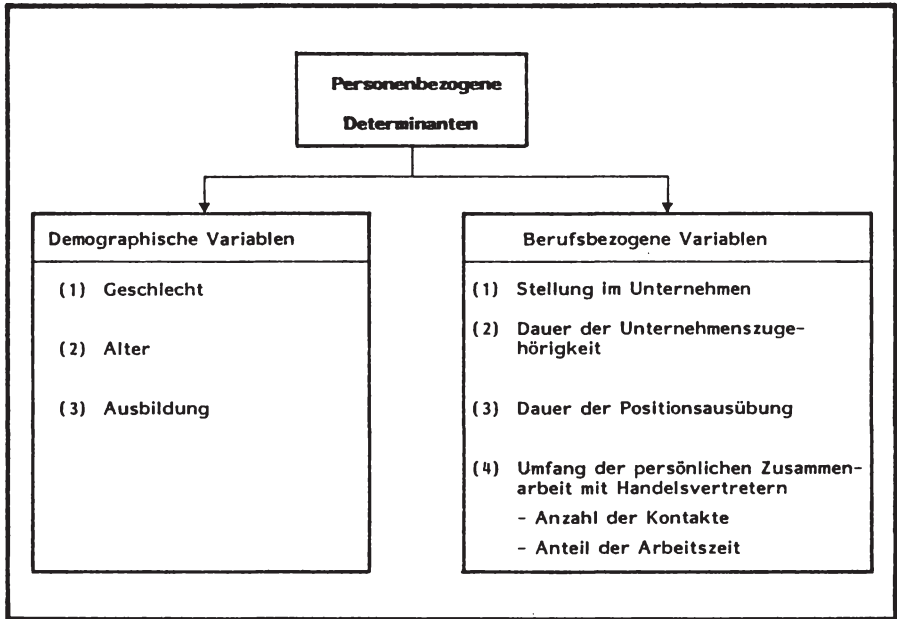 Personenbezogene
Determinanten
Demographische Variablen
(1) Geschlecht
(2) Alter
(3) Ausbildung
Berufsbezogene Variablen
(1) Stellung im Unternehmen
(2) Dauer der Unternehmenszuge-
hörigkeit
(3) Dauer der Positionsausübung
(4) Umfang der persönlichen Zusammen-
arbeit mit Handelsvertretern
- Anzahl der Kontakte
- Anteil der Arbeitszeit